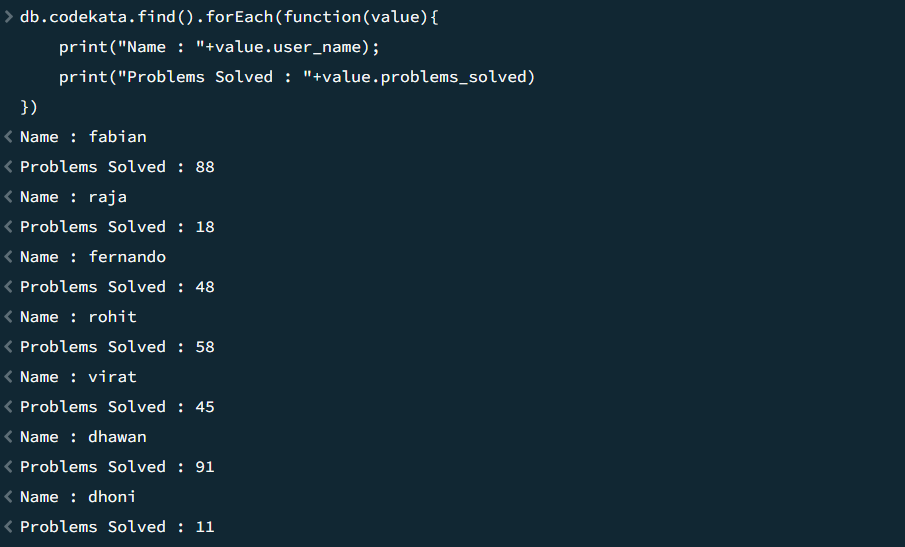 > db.codekata.find().forEach(function(value){
    print("Name : "+value.user_name);
    print("Problems Solved : "+value.problems_solved)
})
< Name : fabian
< Problems Solved : 88
< Name : raja
< Problems Solved : 18
< Name : fernando
< Problems Solved : 48
< Name : rohit
< Problems Solved : 58
< Name : virat
< Problems Solved : 45
< Name : dhawan
< Problems Solved : 91
< Name : dhoni
< Problems Solved : 11